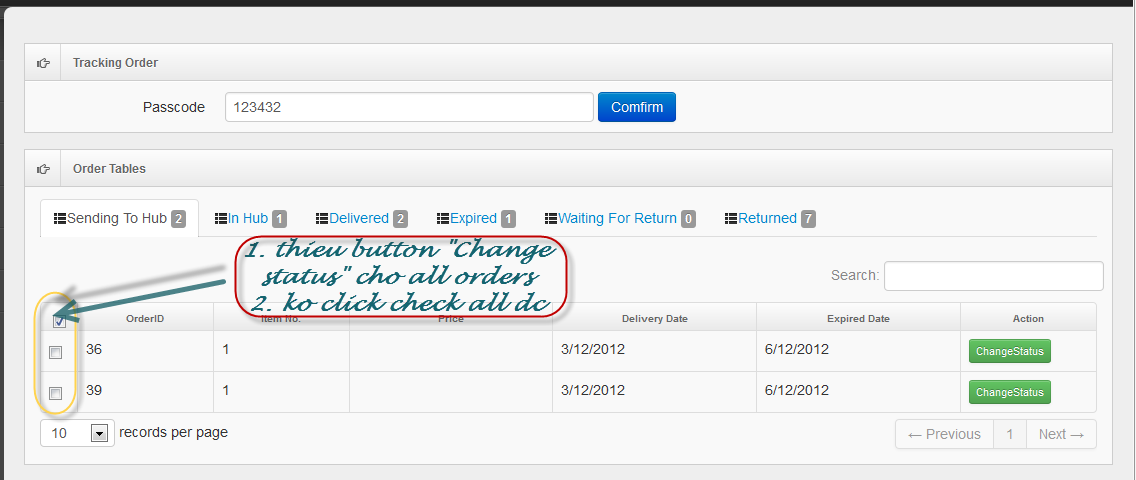 Tracking Order
Passcode 123432 Comfirm
Order Tables
Sending To Hub 2 In Hub 1 Delivered 2 Expired 1 Waiting For Return 0 Returned 7
1. thieu button "Change
status" cho all orders
2. ko click check all dc
Search:
OrderID Item No. Price Delivery Date Expired Date Action
36 1 3/12/2012 6/12/2012 ChangeStatus
39 1 3/12/2012 6/12/2012 ChangeStatus
10 records per page ← Previous 1 Next →